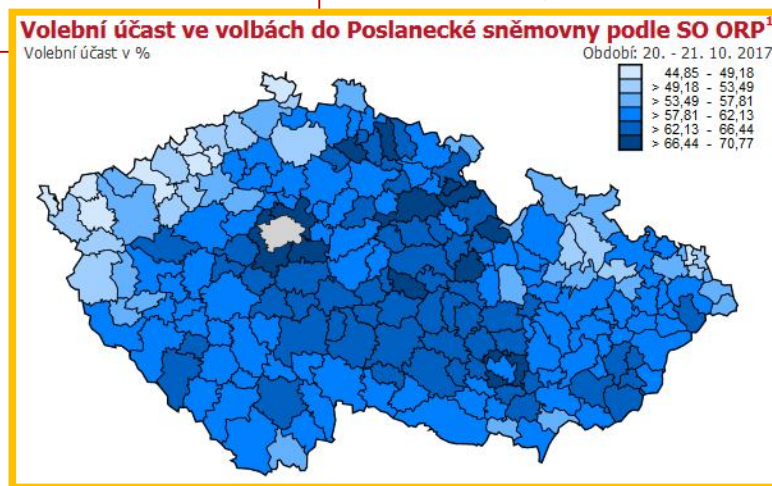 Volební účast ve volbách do Poslanecké sněmovny podle SO ORP¹
Volební účast v %
Období: 20. - 21. 10. 2017
44,85 - 49,18
> 49,18 - 53,49
> 53,49 - 57,81
> 57,81 - 62,13
> 62,13 - 66,44
> 66,44 - 70,77